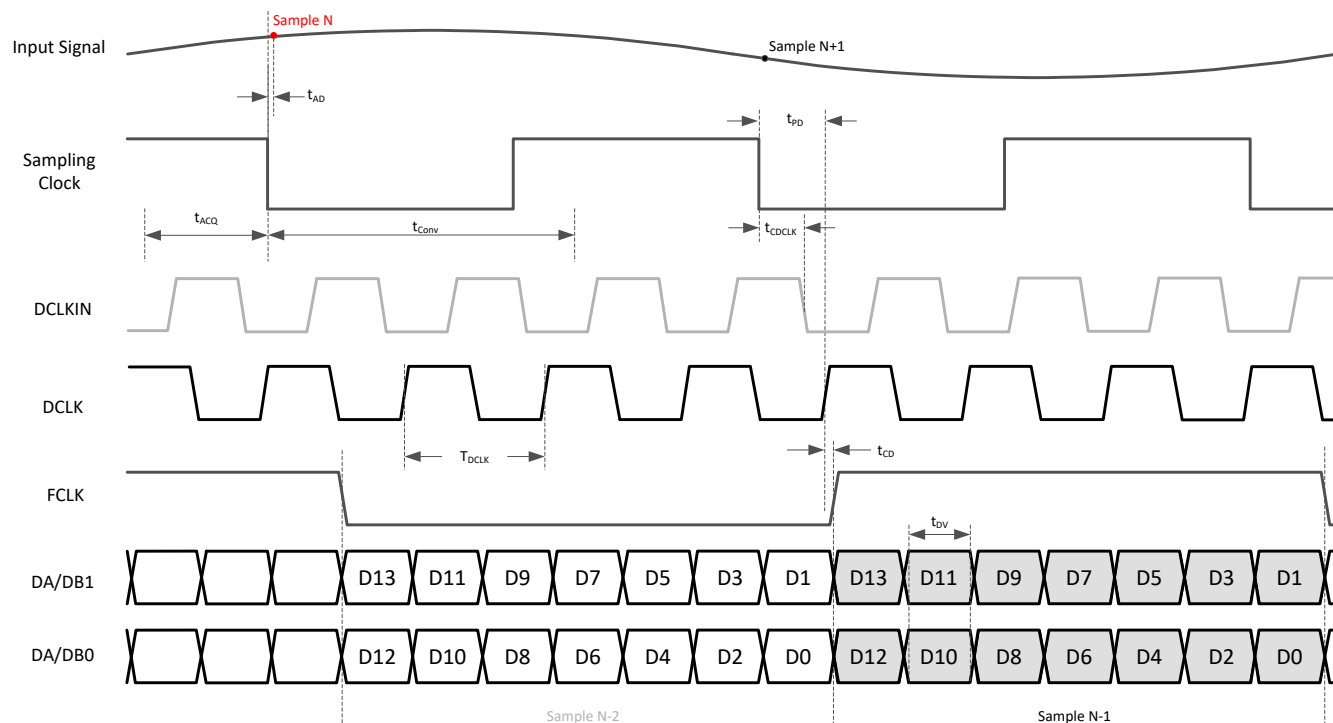 Sample N
Input Signal
Sample N+1
tAD
tPD
Sampling
Clock
tACQ
tConv
tCDCLK
DCLKIN
DCLK
TDCLK
tCD
FCLK
tDV
DA/DB1 D13 D11 D9 D7 D5 D3 D1 D13 D11 D9 D7 D5 D3 D1
DA/DB0 D12 D10 D8 D6 D4 D2 D0 D12 D10 D8 D6 D4 D2 D0
Sample N-2 Sample N-1